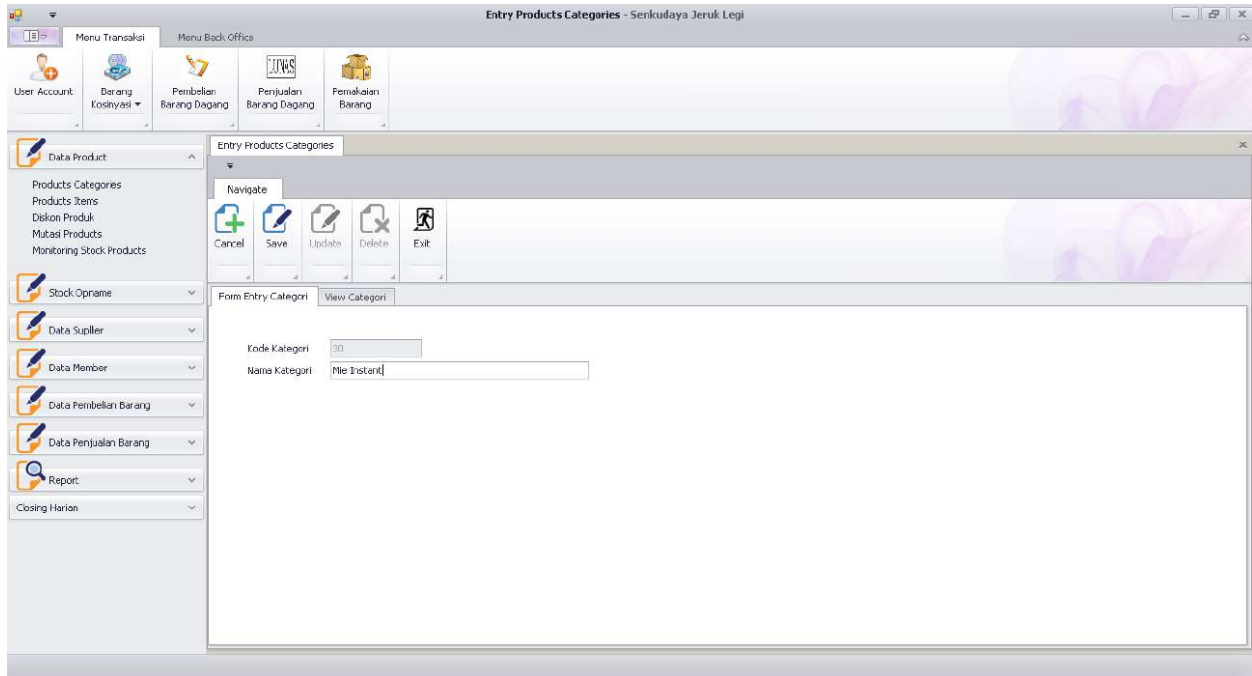 Entry Products Categories - Senkudaya Jeruk Legi
Menu Transaksi
Menu Back Office
User Account
Barang
Kosinyasi
Pembelian
Barang Dagang
LUNAS
Penjualan
Barang Dagang
Pemakaian
Barang
Data Product
Products Categories
Products Items
Diskon Produk
Mutasi Products
Monitoring Stock Products
Stock Opname
Data Supller
Data Member
Data Pembelian Barang
Data Penjualan Barang
Report
Closing Harian
Entry Products Categories
Navigate
Cancel
Save
Update
Delete
Exit
Form Entry Categori
View Categori
Kode Kategori
Nama Kategori
Mie Instant